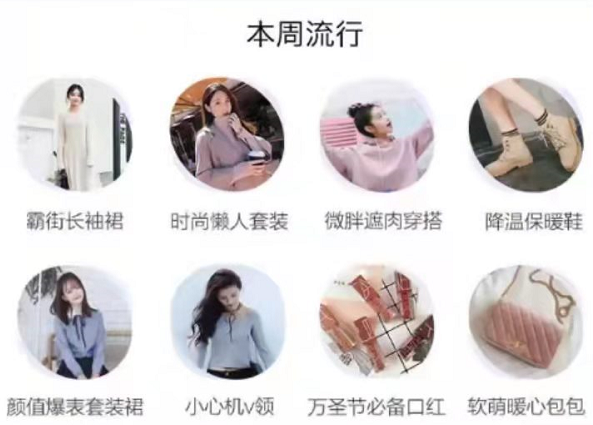 本周流行
霸街长袖裙
时尚懒人套装
微胖遮肉穿搭
降温保暖鞋
颜值爆表套装裙
小心机v领
万圣节必备口红
软萌暖心包包